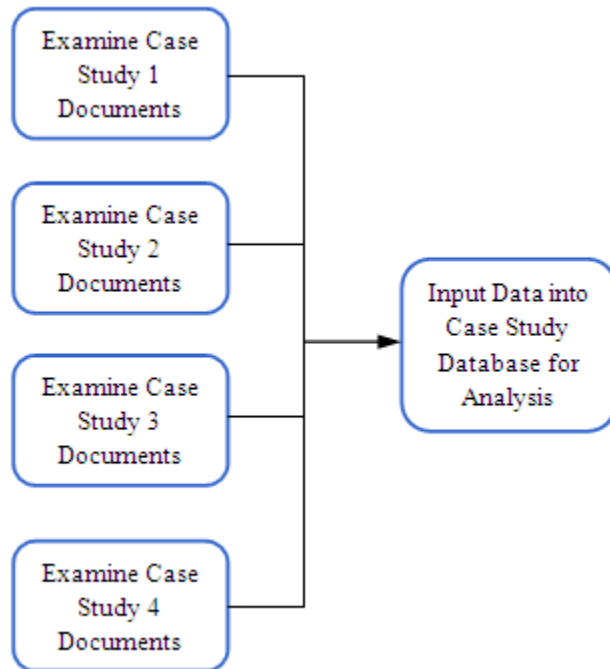 Examine Case
Study 1
Documents
Examine Case
Study 2
Documents
Examine Case
Study 3
Documents
Examine Case
Study 4
Documents
Input Data into
Case Study
Database for
Analysis